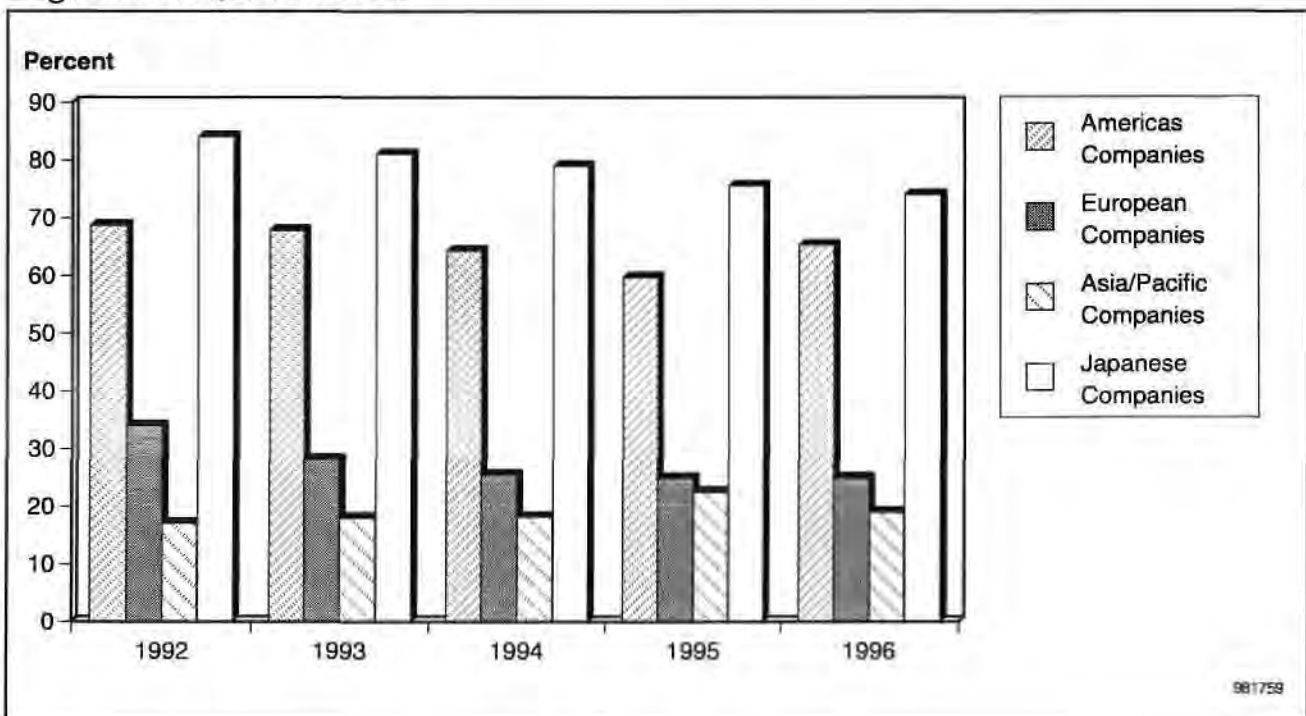 Percent
90
80
70
60
50
40
30
20
10
0
1992 1993 1994 1995 1996
Americas
Companies
European
Companies
Asia/Pacific
Companies
Japanese
Companies
981759